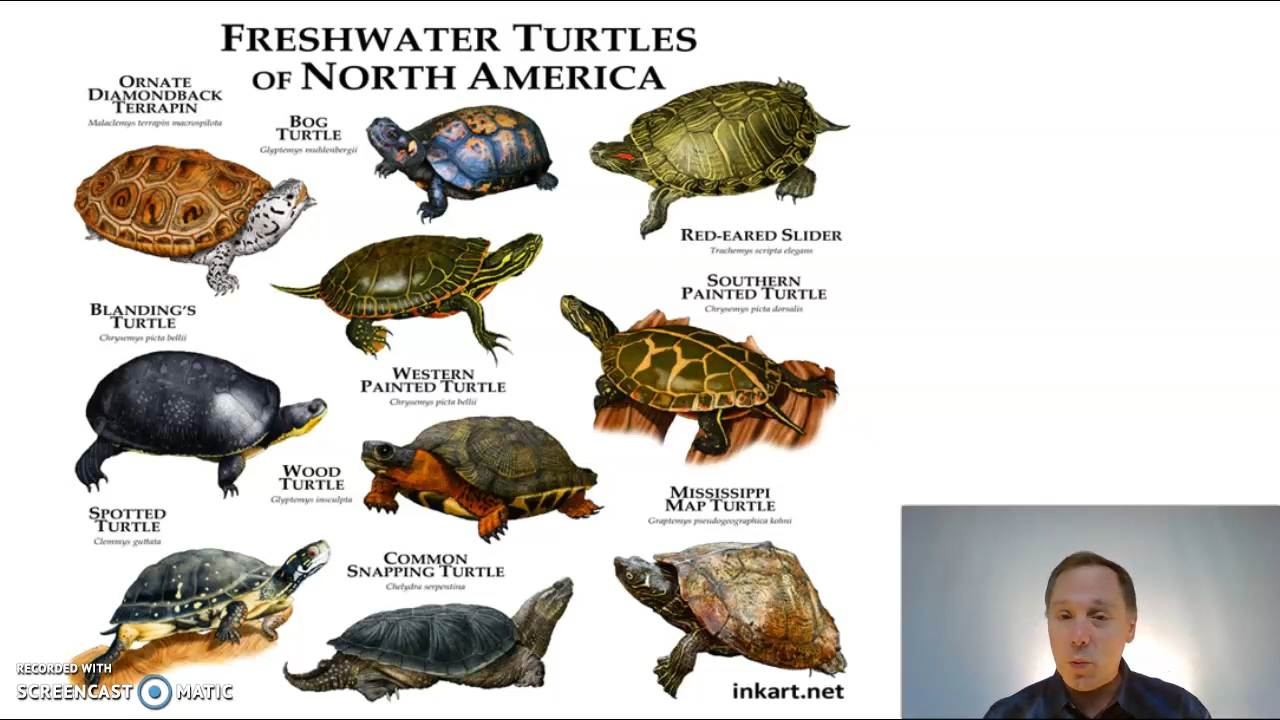 FRESHWATER TURTLES
OF NORTH AMERICA
ORNATE
DIAMONDBACK
TERRAPIN
Malaclemys terrapin macrospilota
BOG
TURTLE
Glyptemys muhlenbergii
RED-EARED SLIDER
Trachemys scripta elegans
BLANDING'S
TURTLE
Chrysemys picta bellii
SOUTHERN
PAINTED TURTLE
Chrysemys picta dorsalis
WESTERN
PAINTED TURTLE
Chrysemys picta bellii
WOOD
TURTLE
Glyptemys insculpta
SPOTTED
TURTLE
Clemmys guttata
MISSISSIPPI
MAP TURTLE
Graptemys pseudogeographica kohni
COMMON
SNAPPING TURTLE
Chelydra serpentina
RECORDED WITH
SCREENCAST MATIC
inkart.net